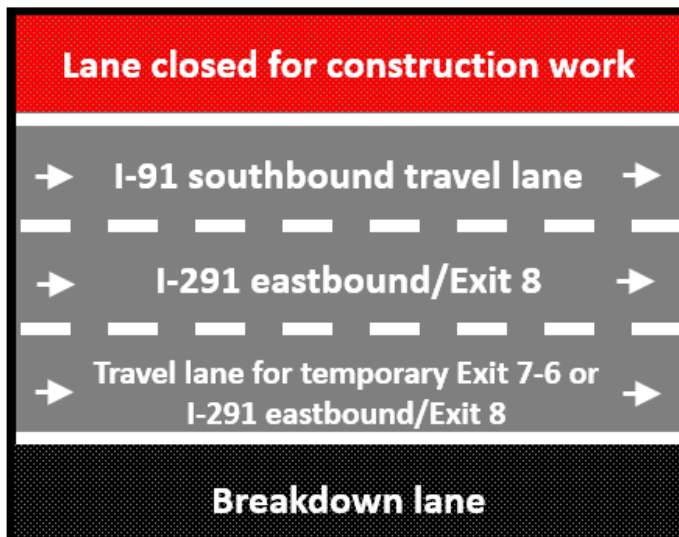 Lane closed for construction work
I-91 southbound travel lane
I-291 eastbound/Exit 8
Travel lane for temporary Exit 7-6 or
I-291 eastbound/Exit 8
Breakdown lane